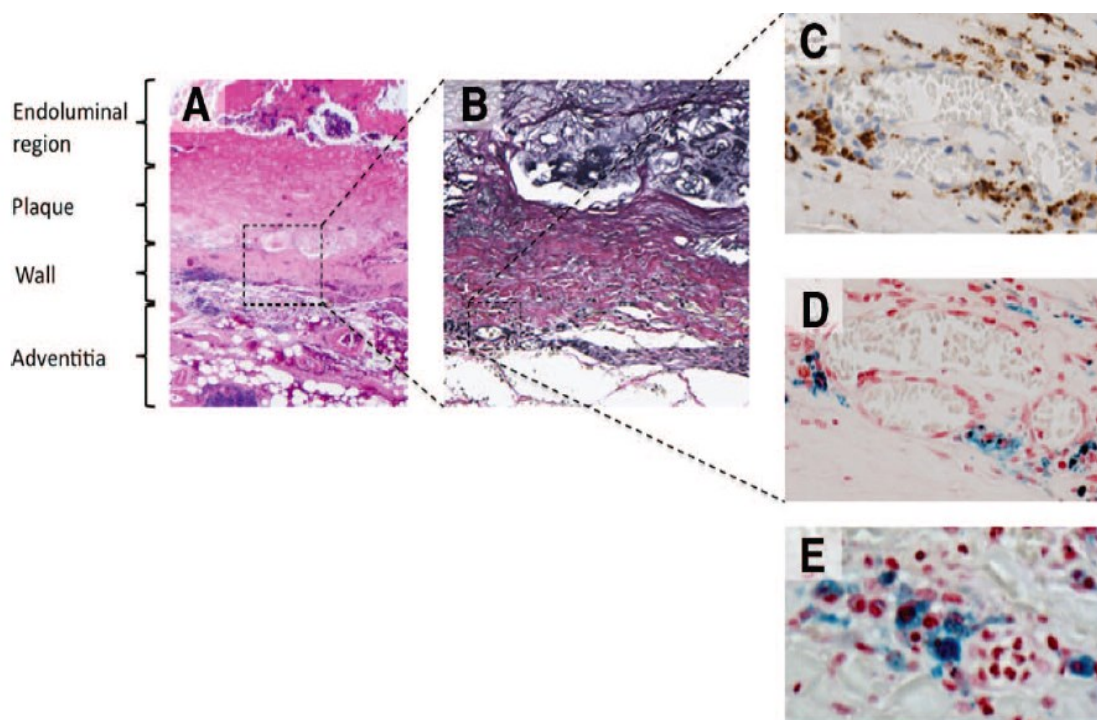 Endoluminal
region
Plaque
Wall
Adventitia
A
B
C
D
E